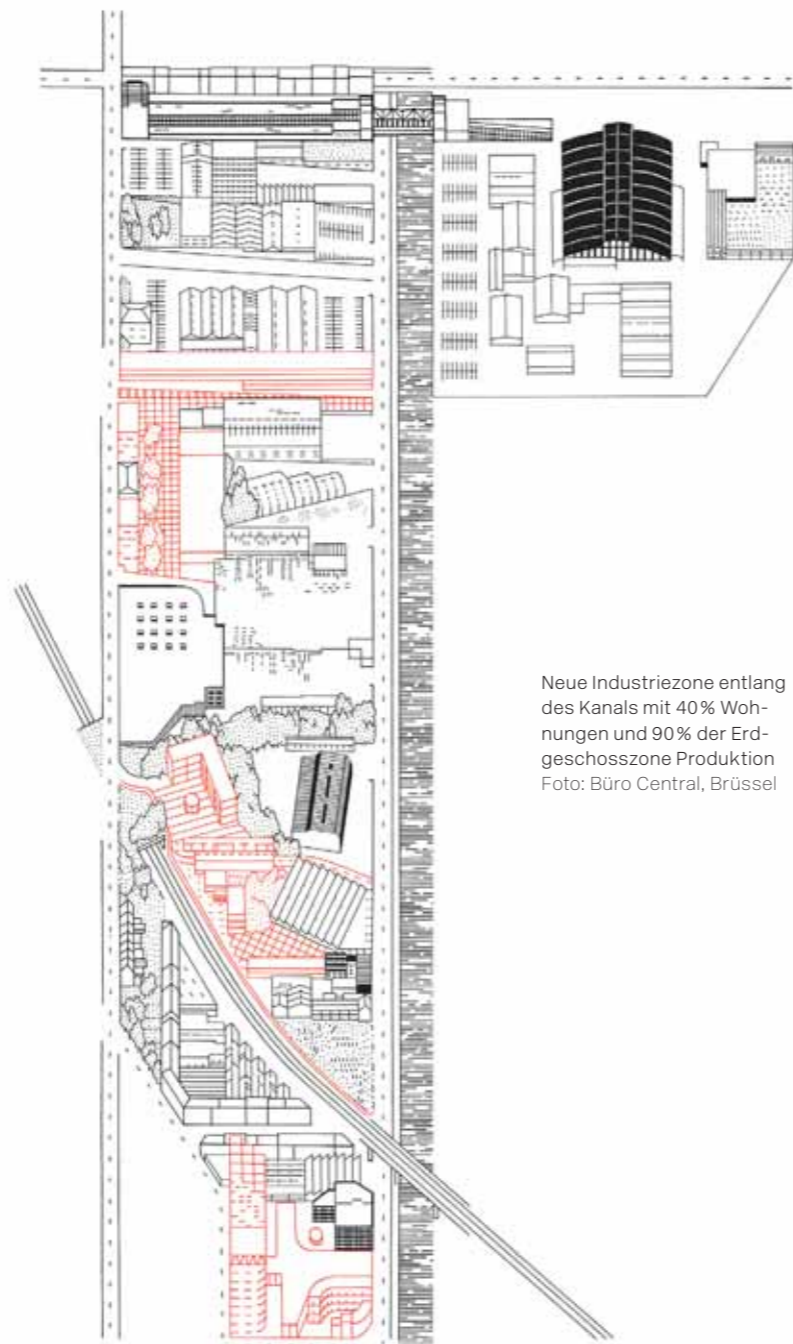 Neue Industriezone entlang
des Kanals mit 40 % Woh-
nungen und 90 % der Erd-
geschosszone Produktion
Foto: Büro Central, Brüssel